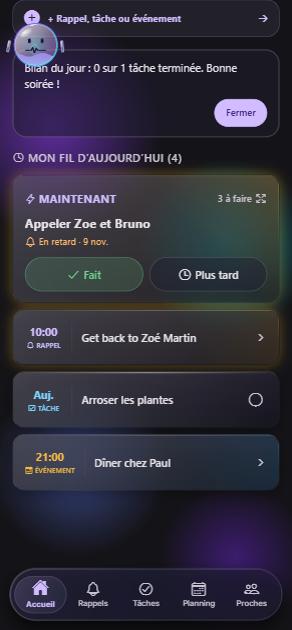 + Rappel, tâche ou événement
Bilan du jour : 0 sur 1 tâche terminée. Bonne
soirée !
Fermer
MON FIL D'AUJOURD'HUI (4)
MAINTENANT
3 à faire
Appeler Zoe et Bruno
En retard · 9 nov.
Fait
Plus tard
10:00
RAPPEL
Get back to Zoé Martin
Auj.
TÂCHE
Arroser les plantes
21:00
ÉVÉNEMENT
Dîner chez Paul
Accueil
Rappels
Tâches
Planning
Proches